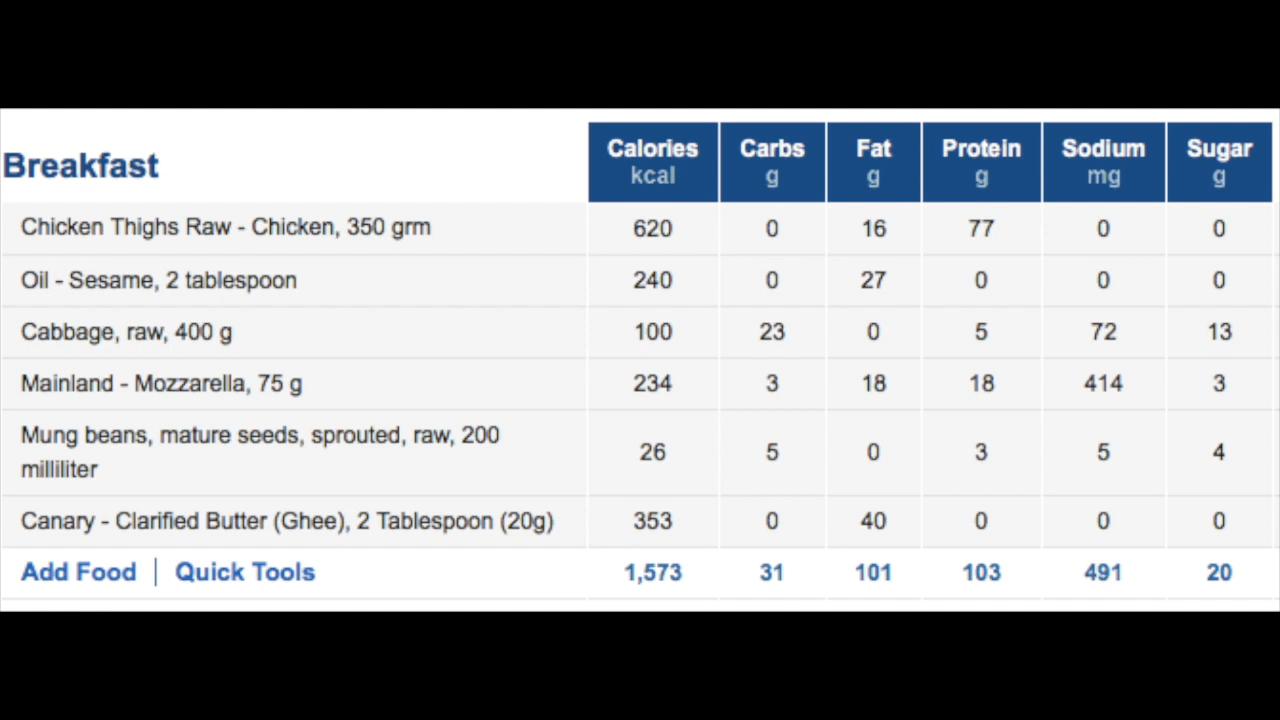 Breakfast Calories kcal Carbs g Fat g Protein g Sodium mg Sugar g
Chicken Thighs Raw - Chicken, 350 grm 620 0 16 77 0 0
Oil - Sesame, 2 tablespoon 240 0 27 0 0 0
Cabbage, raw, 400 g 100 23 0 5 72 13
Mainland - Mozzarella, 75 g 234 3 18 18 414 3
Mung beans, mature seeds, sprouted, raw, 200
milliliter 26 5 0 3 5 4
Canary - Clarified Butter (Ghee), 2 Tablespoon (20g) 353 0 40 0 0 0
Add Food | Quick Tools 1,573 31 101 103 491 20